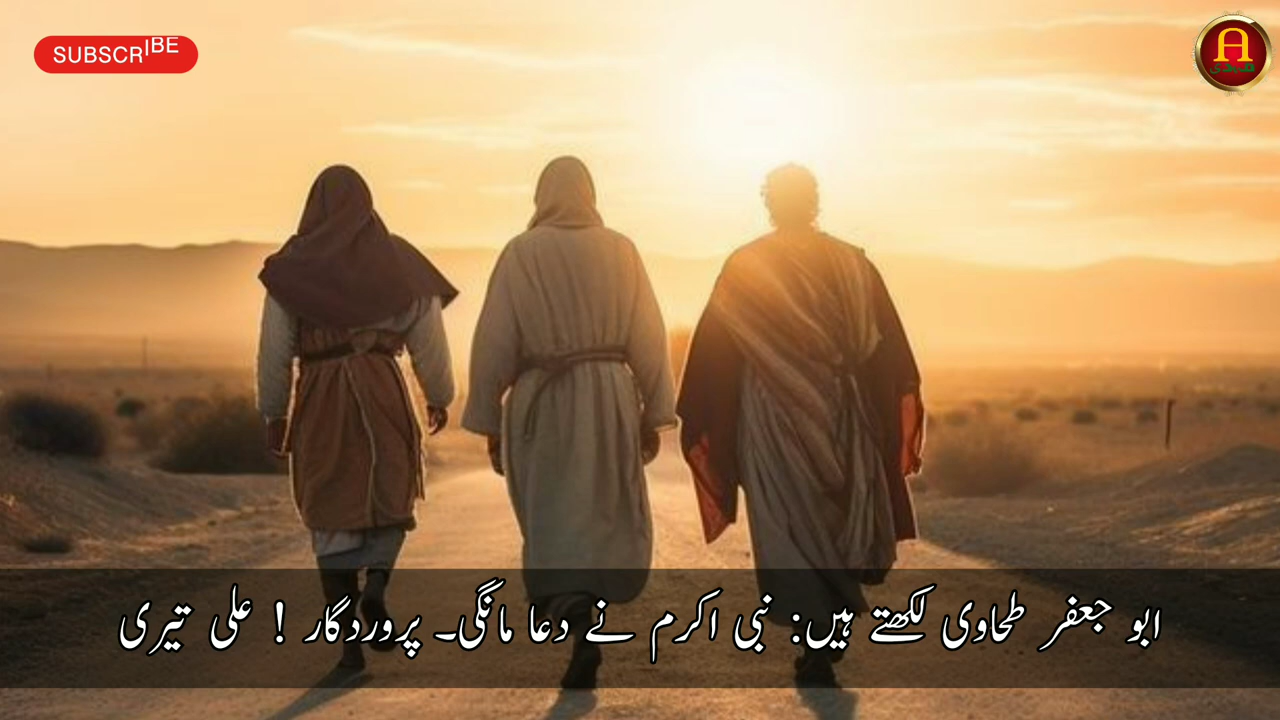 SUBSCRIBE
A
ابو جعفر طحاوی لکھتے ہیں: نبی اکرم نے دعا مانگی۔ پروردگار ! علی تیری